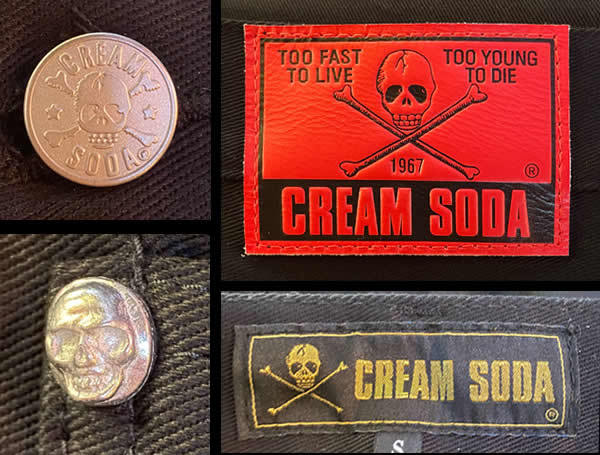 CREAM
SODA
TOO FAST
TO LIVE
TOO YOUNG
TO DIE
1967
®
CREAM SODA
CREAM SODA
®
S